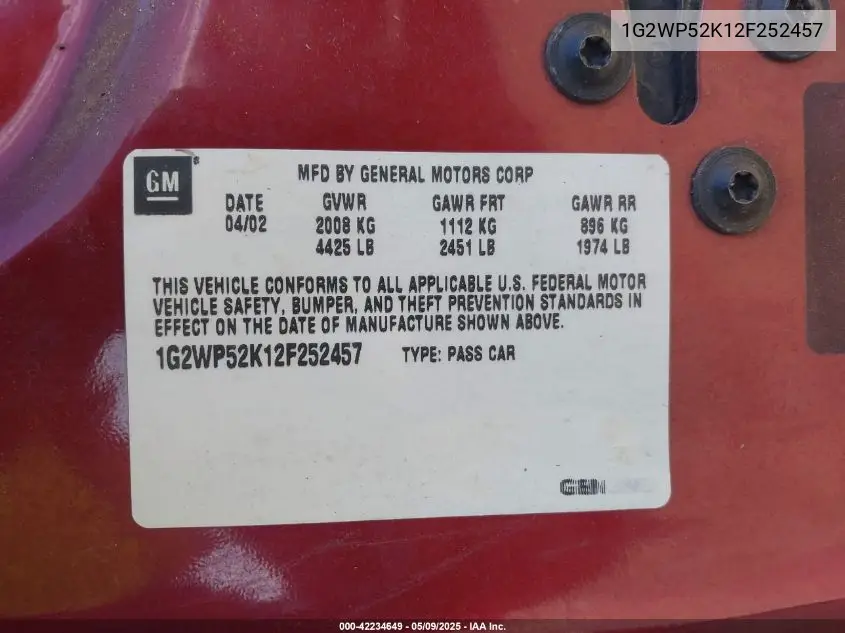 1G2WP52K12F252457
GM
MFD BY GENERAL MOTORS CORP
DATE GVWR GAWR FRT GAWR RR
04/02 2008 KG 1112 KG 896 KG
4425 LB 2451 LB 1974 LB
THIS VEHICLE CONFORMS TO ALL APPLICABLE U.S. FEDERAL MOTOR
VEHICLE SAFETY, BUMPER, AND THEFT PREVENTION STANDARDS IN
EFFECT ON THE DATE OF MANUFACTURE SHOWN ABOVE.
1G2WP52K12F252457 TYPE: PASS CAR
000-42234649 - 05/09/2025 - IAA Inc.